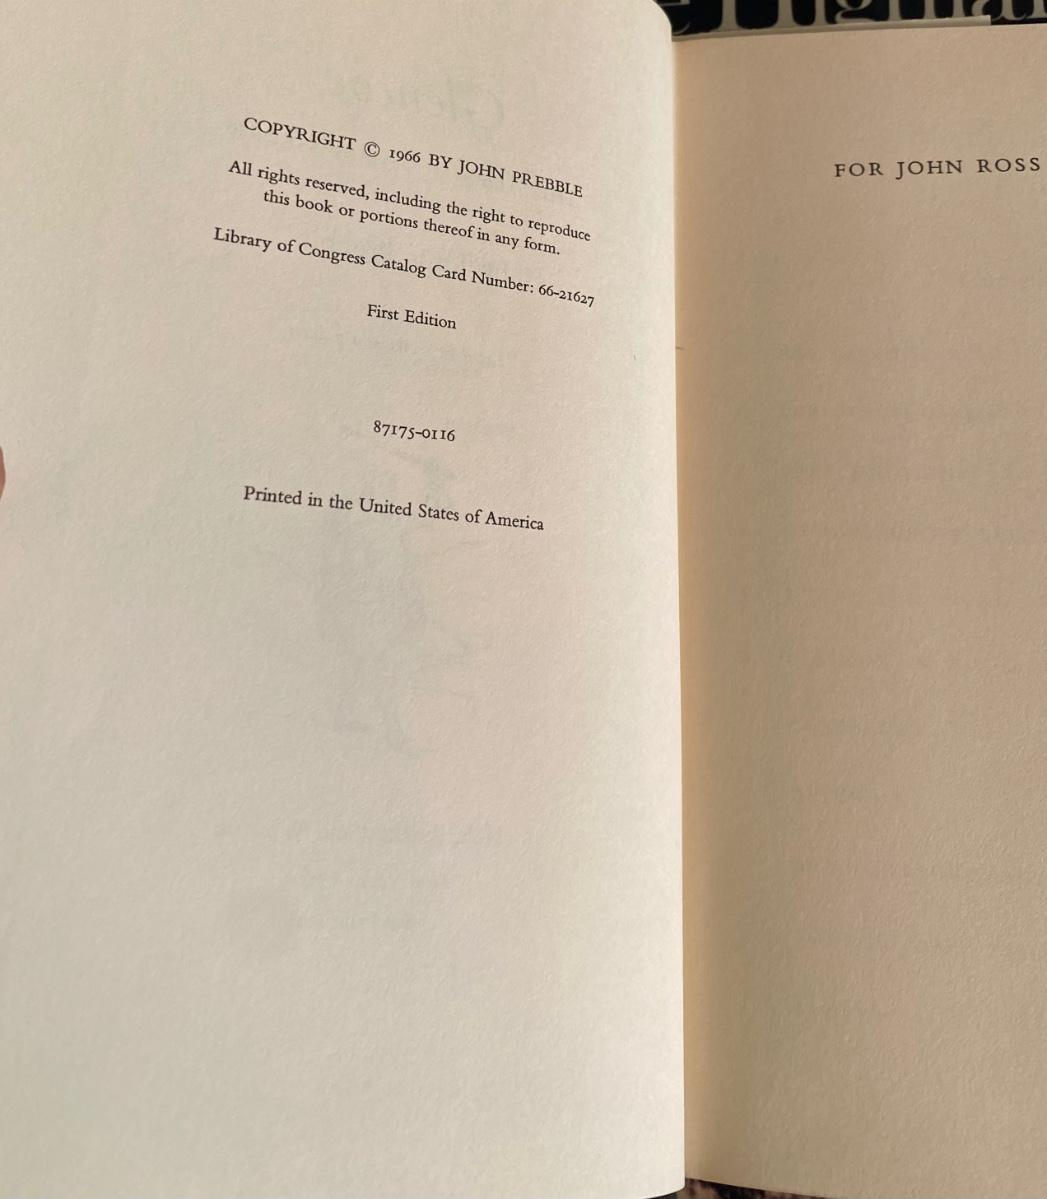 COPYRIGHT © 1966 BY JOHN PREBBLE
All rights reserved, including the right to reproduce
this book or portions thereof in any form.
Library of Congress Catalog Card Number: 66-21627
First Edition
87175-0116
Printed in the United States of America
FOR JOHN ROSS